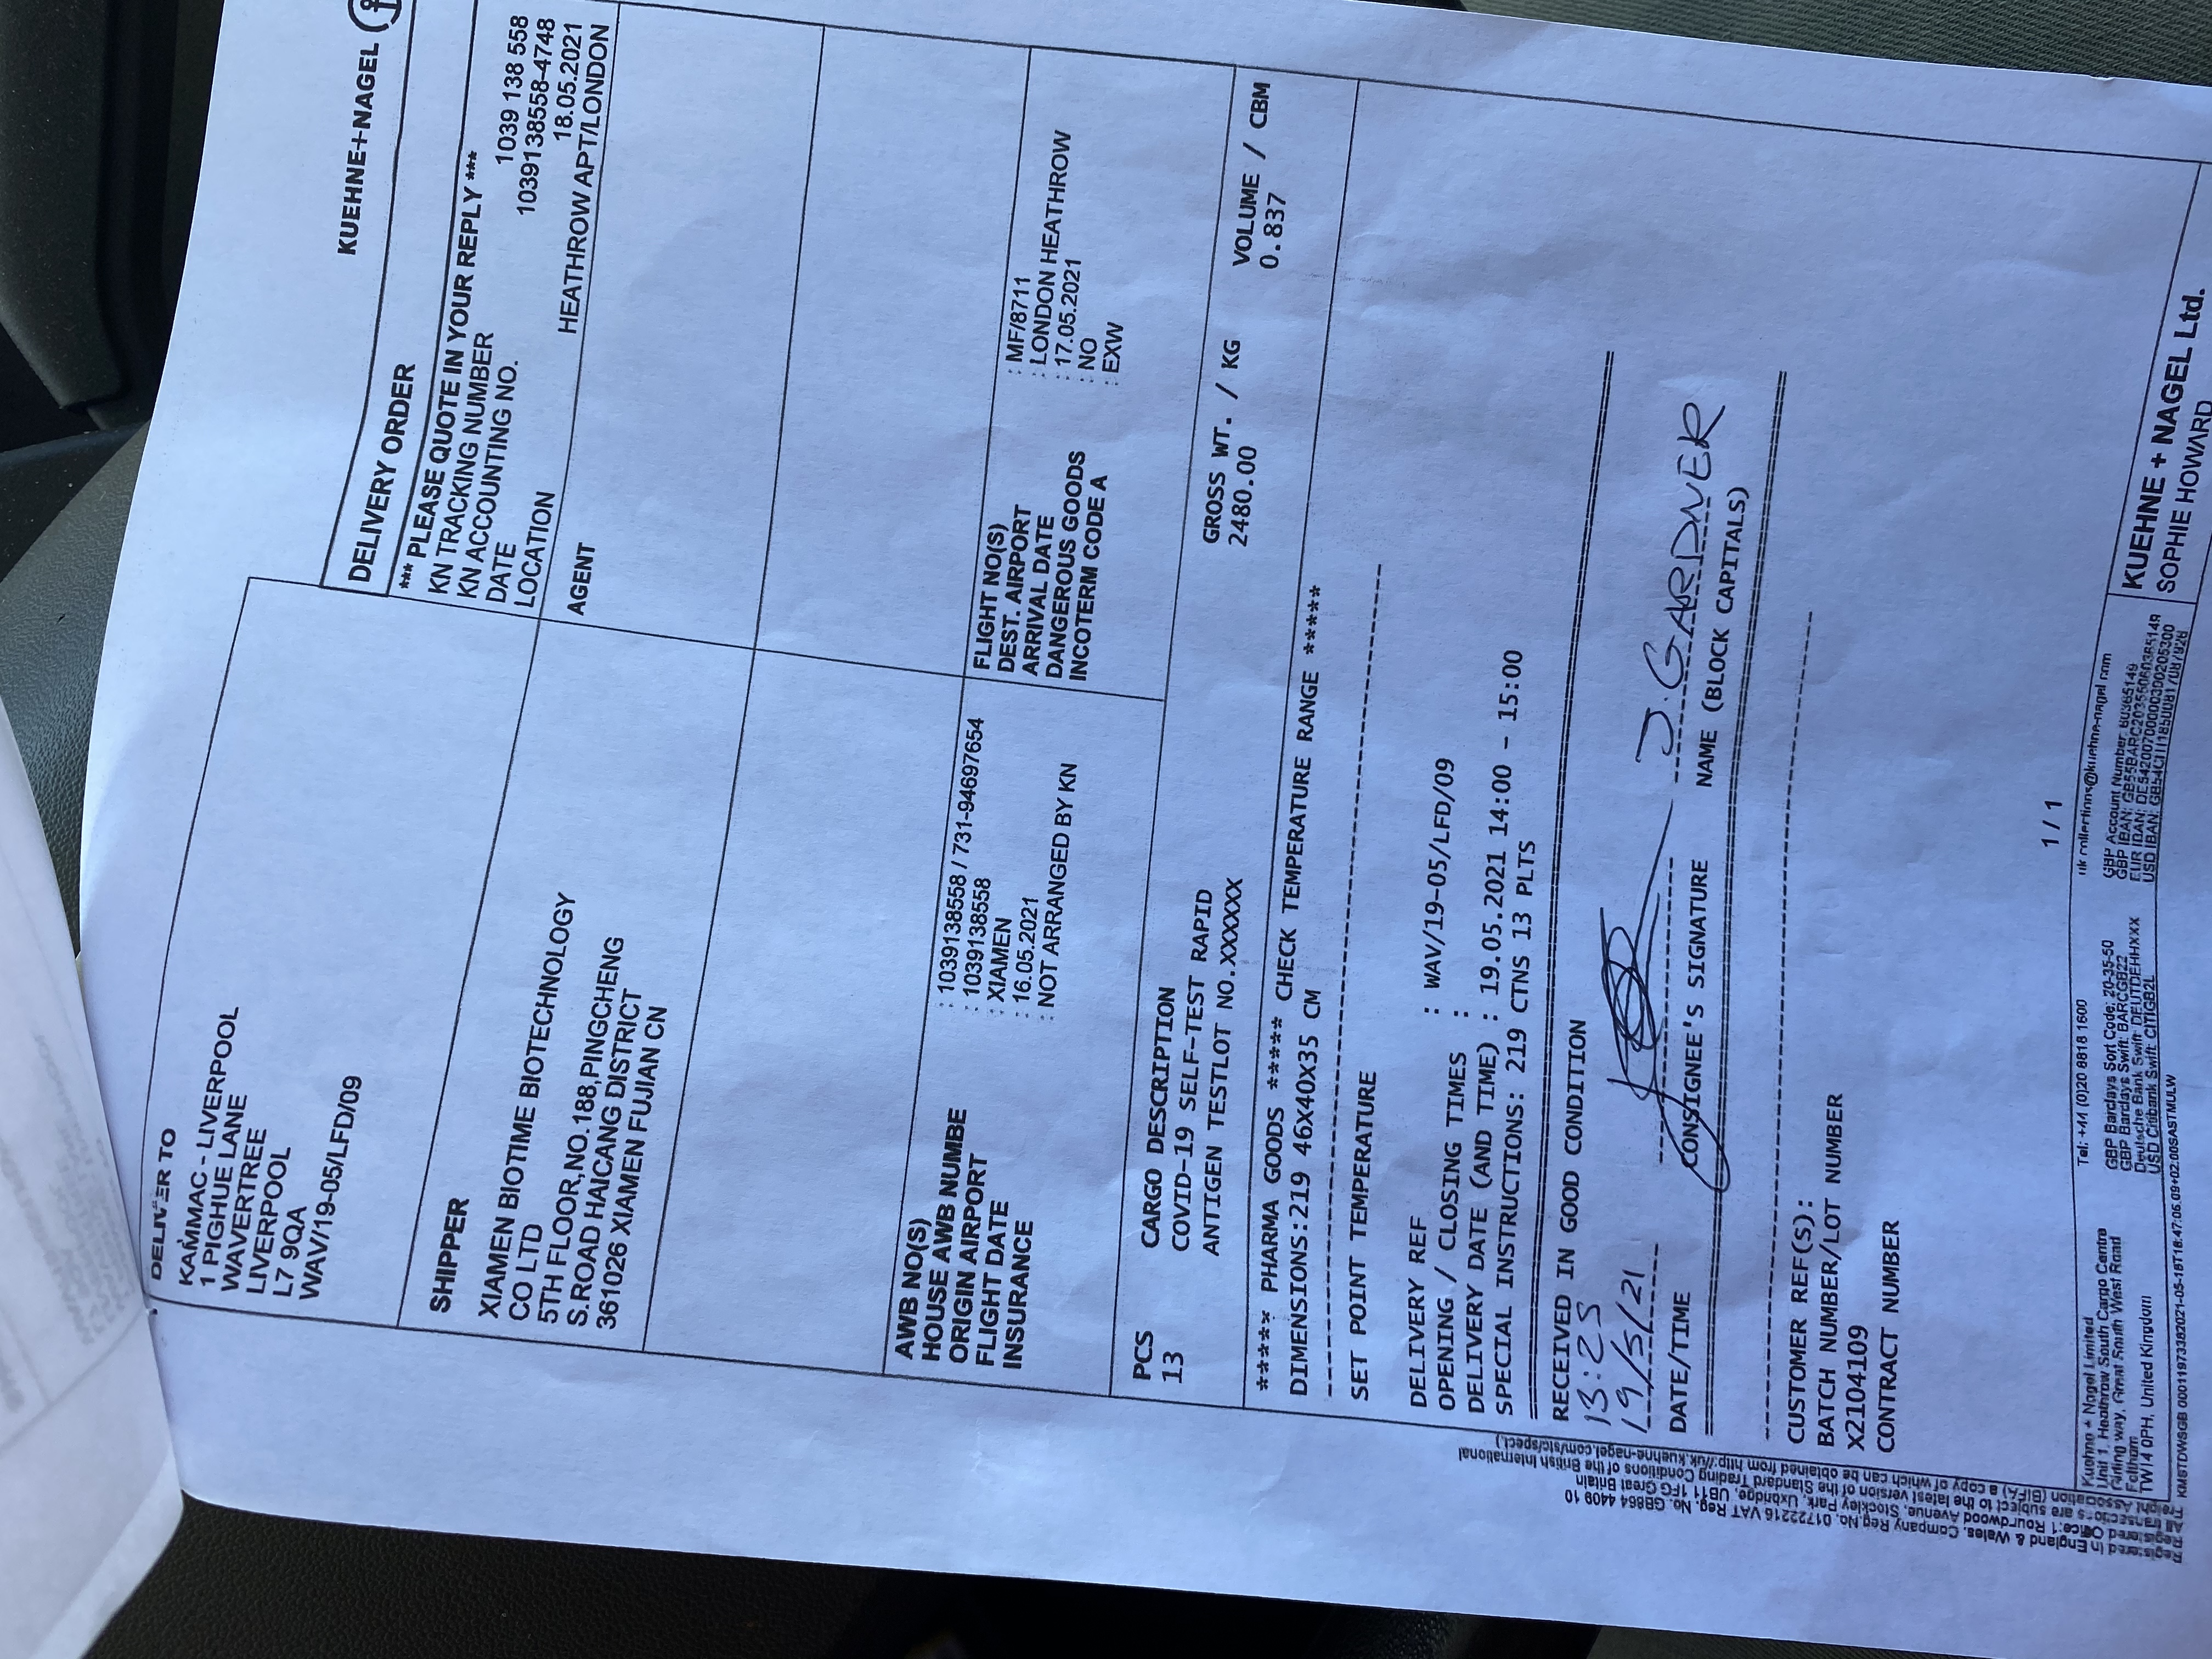 DELIVER TO
KAMMAC - LIVERPOOL
1 PIGHUE LANE
WAVERTREE
LIVERPOOL
L7 9QA
WAV/19-05/LFD/09
KUEHNE+NAGEL
DELIVERY ORDER
*** PLEASE QUOTE IN YOUR REPLY ***
KN TRACKING NUMBER 1039 138 558
KN ACCOUNTING NO. 1039138558-4748
DATE 18.05.2021
LOCATION HEATHROW APT/LONDON
SHIPPER
XIAMEN BIOTIME BIOTECHNOLOGY
CO LTD
5TH FLOOR,NO.188,PINGCHENG
S.ROAD HAICANG DISTRICT
361026 XIAMEN FUJIAN CN
AGENT
AWB NO(S) : 1039138558 / 731-94697654
HOUSE AWB NUMBE : 1039138558
ORIGIN AIRPORT : XIAMEN
FLIGHT DATE : 16.05.2021
INSURANCE : NOT ARRANGED BY KN
FLIGHT NO(S) : MF/8711
DEST. AIRPORT : LONDON HEATHROW
ARRIVAL DATE : 17.05.2021
DANGEROUS GOODS : NO
INCOTERM CODE A : EXW
PCS CARGO DESCRIPTION GROSS WT. / KG VOLUME / CBM
13 COVID-19 SELF-TEST RAPID 2480.00 0.837
ANTIGEN TESTLOT NO.XXXXXX
***** PHARMA GOODS ***** CHECK TEMPERATURE RANGE *****
DIMENSIONS:219 46X40X35 CM
SET POINT TEMPERATURE
DELIVERY REF : WAV/19-05/LFD/09
OPENING / CLOSING TIMES :
DELIVERY DATE (AND TIME) : 19.05.2021 14:00 - 15:00
SPECIAL INSTRUCTIONS: 219 CTNS 13 PLTS
RECEIVED IN GOOD CONDITION
13:25
19/5/21 J. GARDNER
DATE/TIME CONSIGNEE'S SIGNATURE NAME (BLOCK CAPITALS)
CUSTOMER REF(S):
BATCH NUMBER/LOT NUMBER
X2104109
CONTRACT NUMBER
1 / 1
Registered in England & Wales. Company Reg.No. 01722216 VAT Reg. No. GB864 4409 10
Registered Office:1 Roundwood Avenue, Stockley Park, Uxbridge, UB11 1FG Great Britain
All transactions are subject to the latest version of the Standard Trading Conditions of the British International
Freight Association (BIFA) a copy of which can be obtained from http://uk.kuehne-nagel.com/stc/spect.)
Kuehne + Nagel Limited
Unit 1, Heathrow South Cargo Centre
Girling way, Great South West Road
Feltham
TW14 0PH, United Kingdom
Tel: +44 (0)20 8818 1600
GBP Barclays Sort Code: 20-35-50
GBP Barclays Swift: BARCGB22
Deutsche Bank Swift: DEUTDEHHXXX
USD Citibank Swift: CITIGB2L
uk.collections@kuehne-nagel.com
GBP Account Number: 60365149
GBP IBAN: GB55BARC20355060365149
EUR IBAN: DE54200700000300205300
USD IBAN:
KUEHNE + NAGEL Ltd.
SOPHIE HOWARD